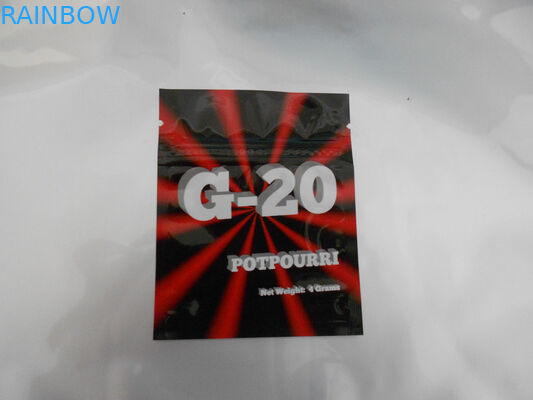 RAINBOW
G-20
POTPOURRI
Net Weight: 4 Grams